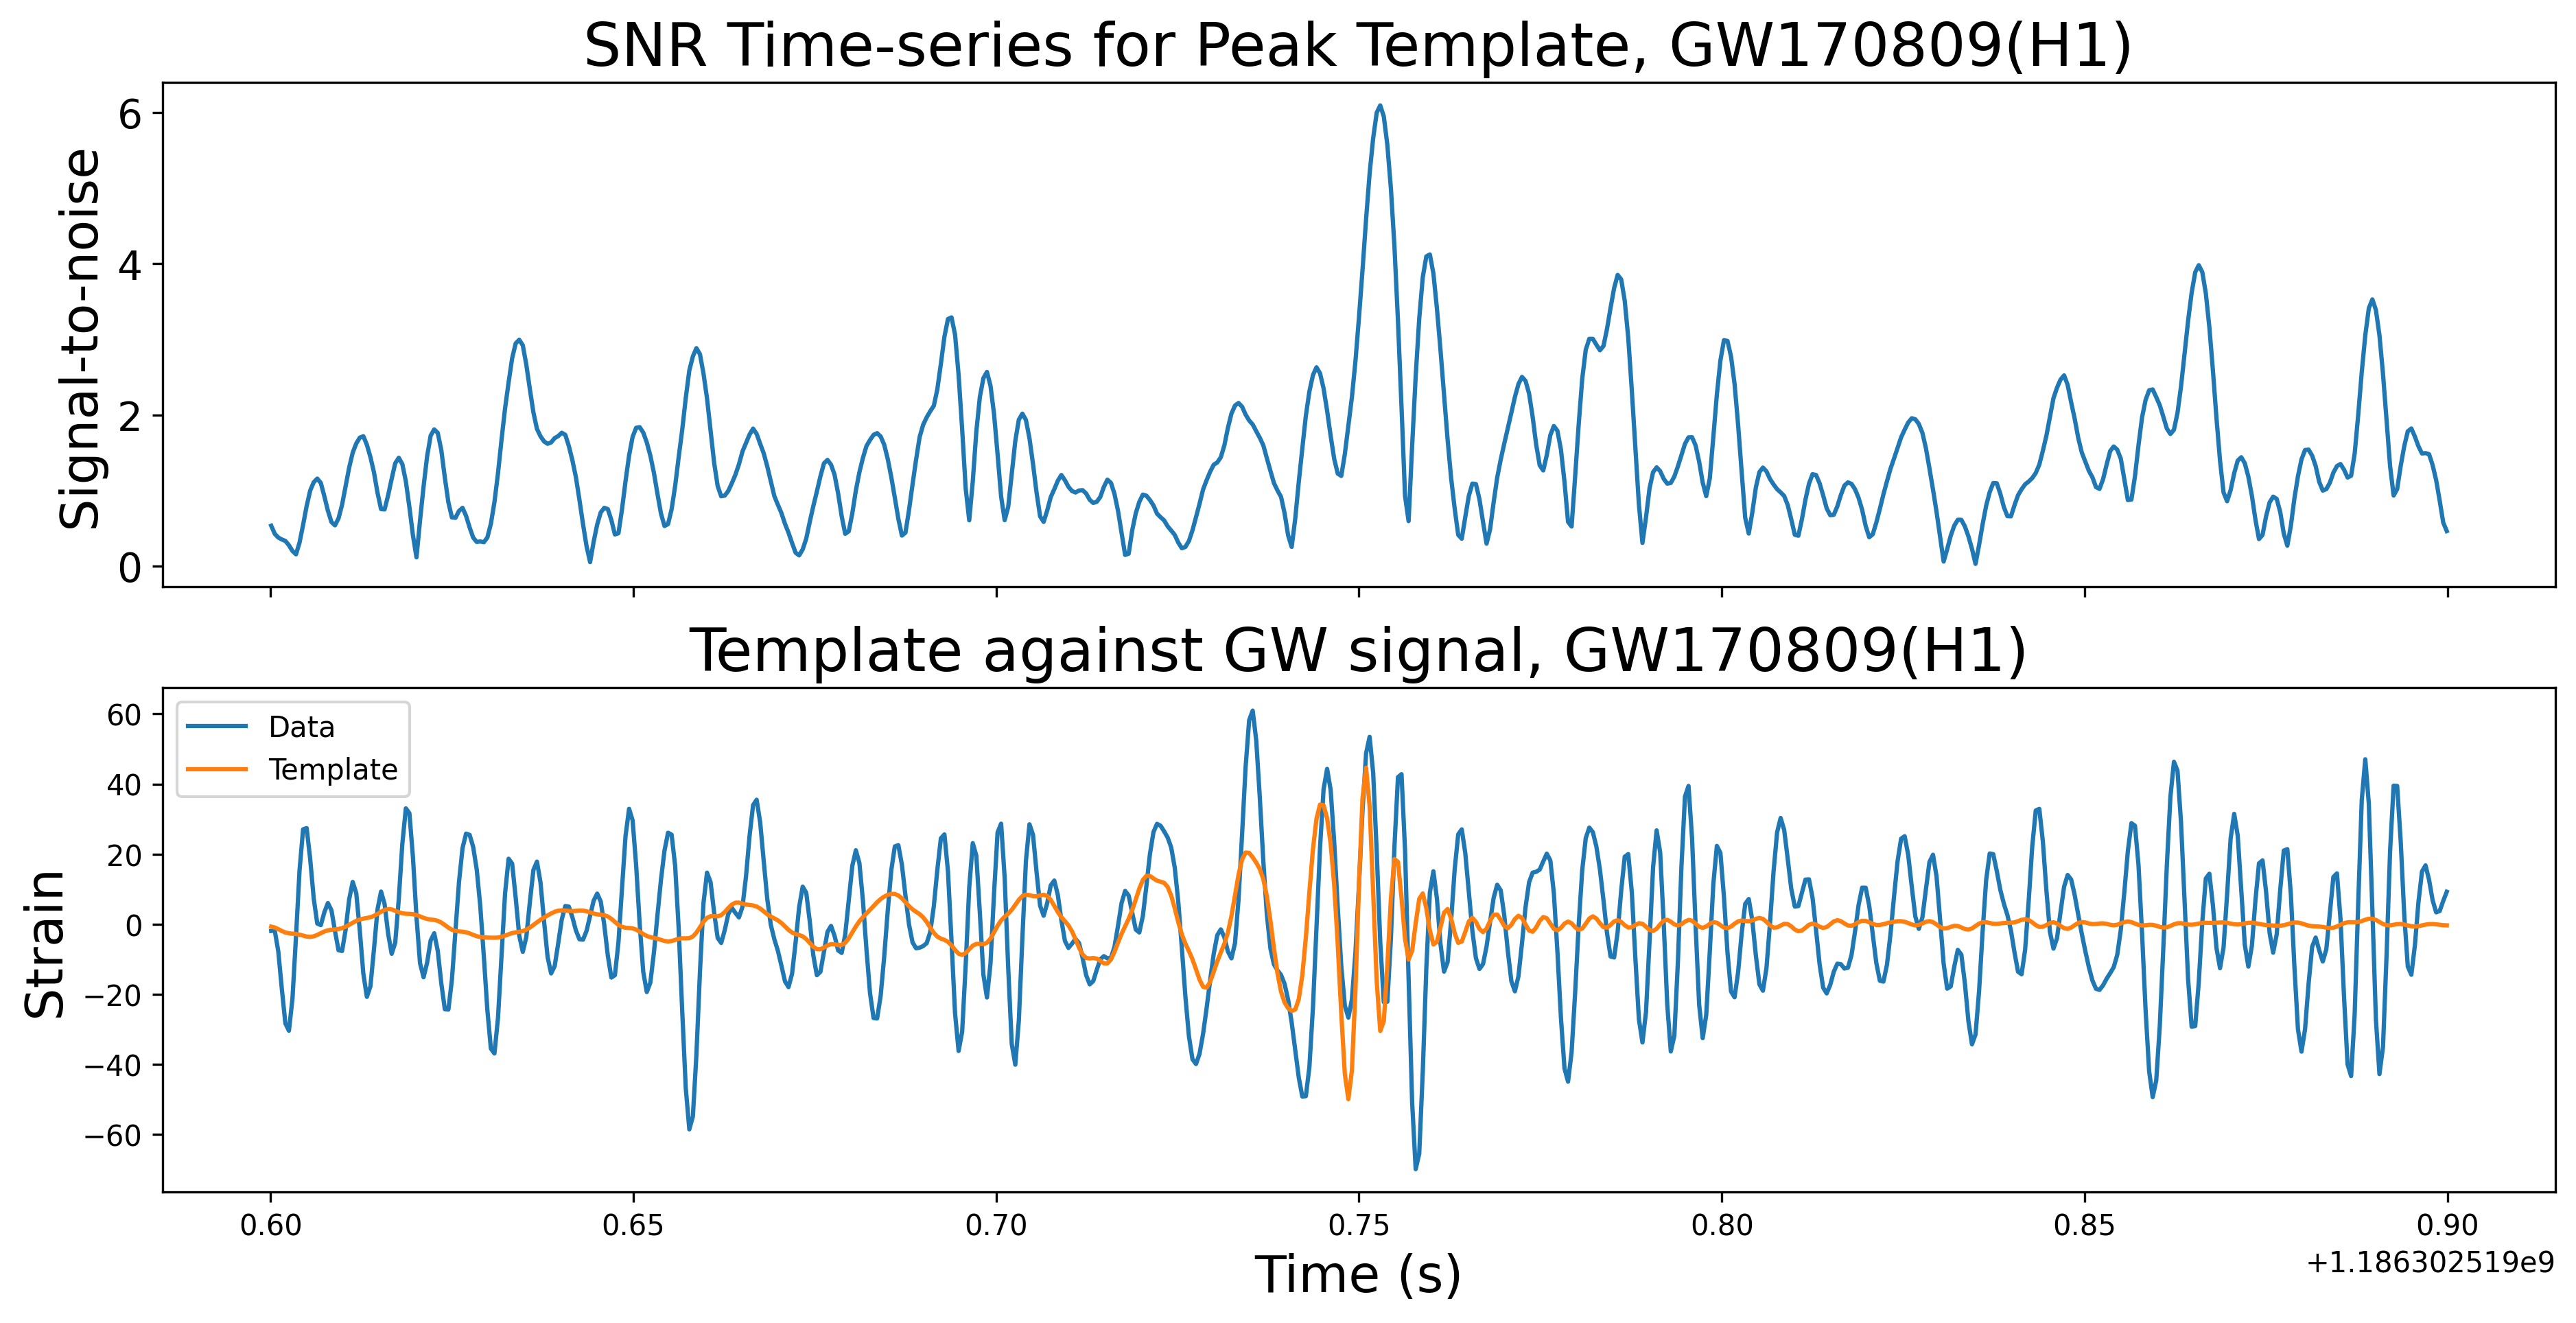 SNR Time-series for Peak Template, GW170809(H1)
Signal-to-noise
6
4
2
0
Template against GW signal, GW170809(H1)
Data
Template
Strain
60
40
20
0
−20
−40
−60
0.60 0.65 0.70 0.75 0.80 0.85 0.90
+1.186302519e9
Time (s)